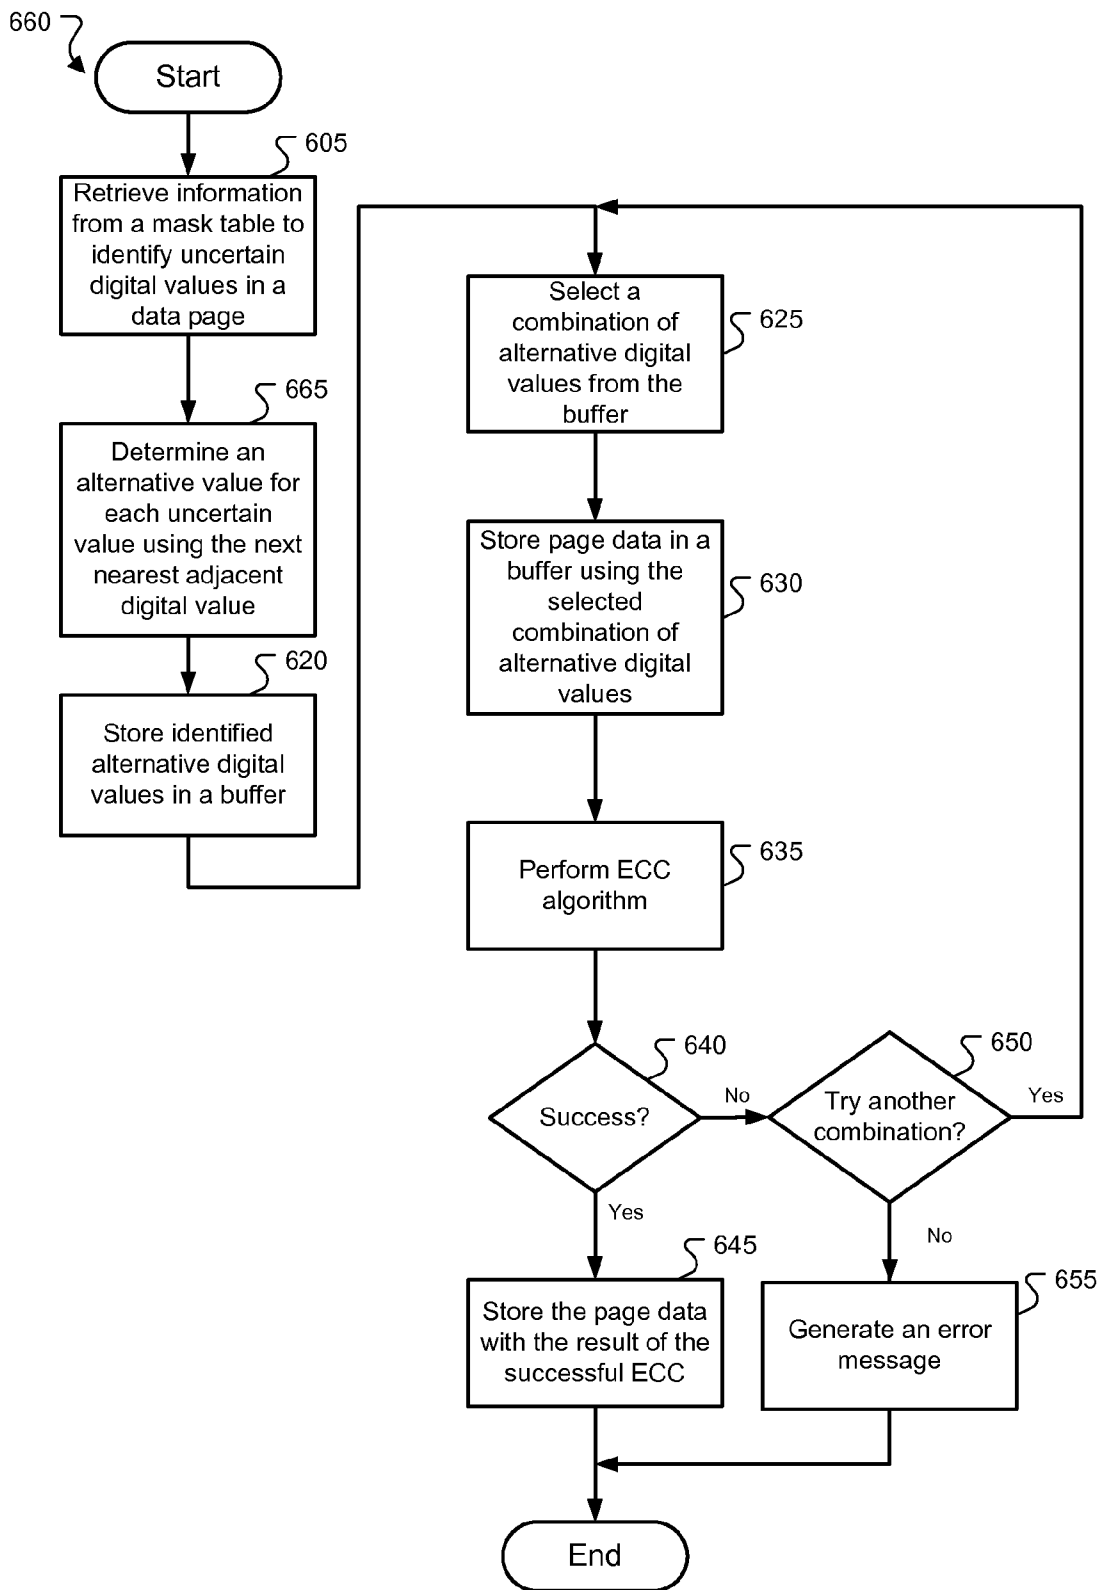 660
Start
605
Retrieve information
from a mask table to
identify uncertain
digital values in a
data page
665
Determine an
alternative value for
each uncertain
value using the next
nearest adjacent
digital value
620
Store identified
alternative digital
values in a buffer
Select a
combination of
alternative digital
values from the
buffer
625
Store page data in a
buffer using the
selected
combination of
alternative digital
values
630
Perform ECC
algorithm
635
Success?
640
No
Try another
combination?
650
Yes
Yes
No
645
Store the page data
with the result of the
successful ECC
655
Generate an error
message
End